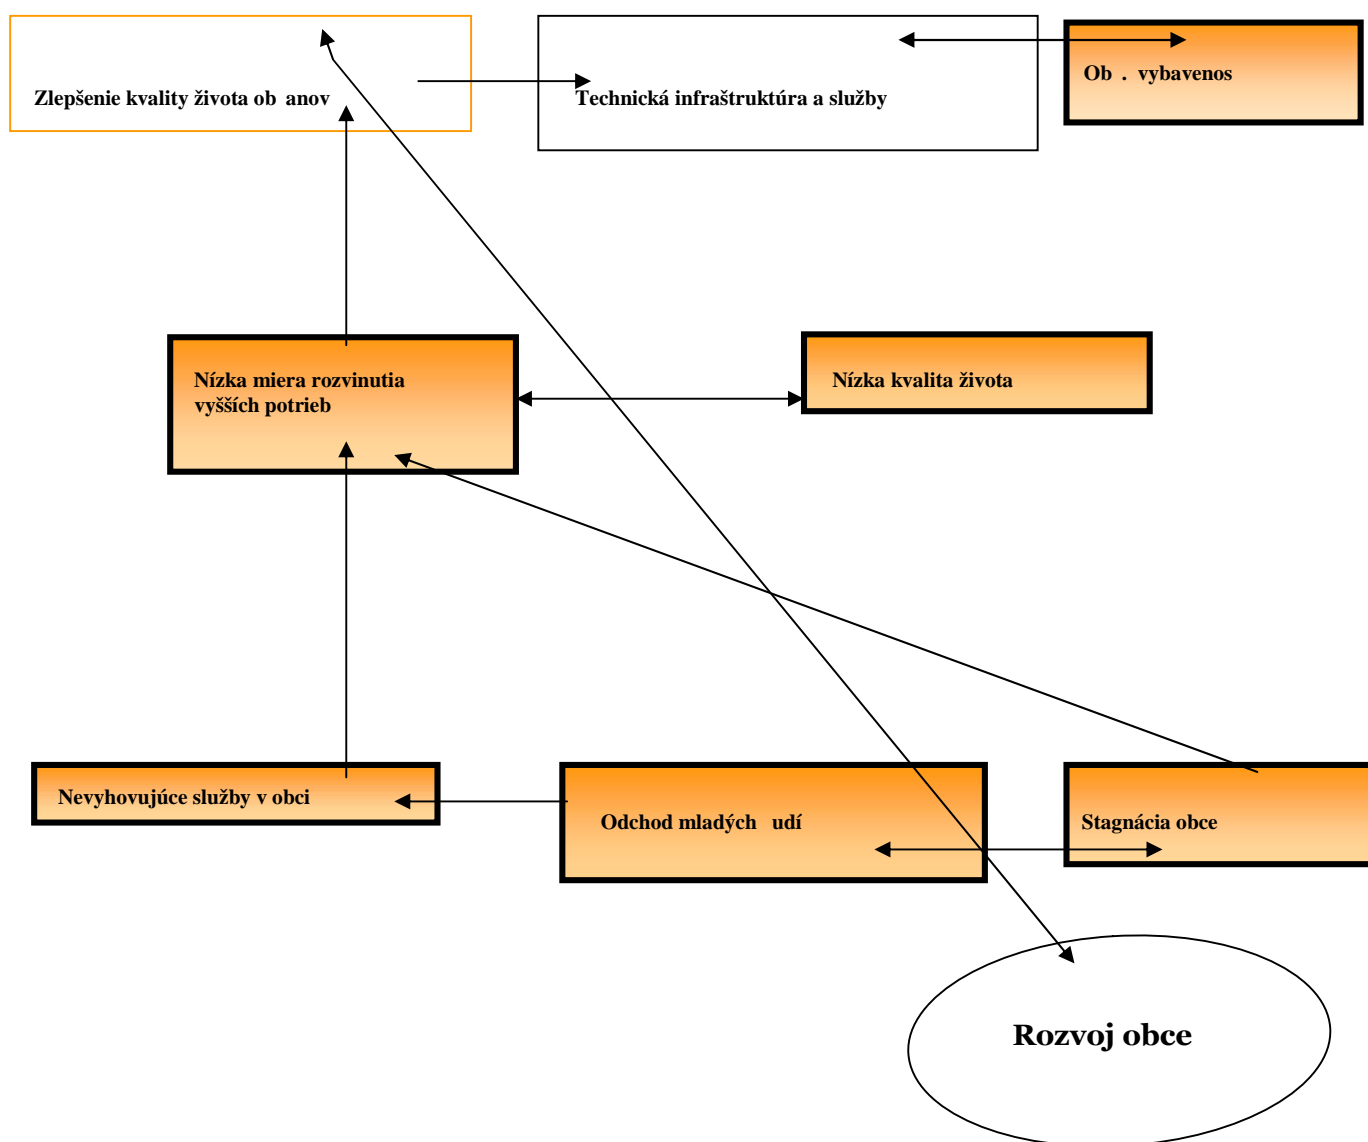 Zlepšenie kvality života ob anov
Technická infraštruktúra a služby
Ob . vybavenos
Nízka miera rozvinutia
vyšších potrieb
Nízka kvalita života
Nevyhovujúce služby v obci
Odchod mladých udí
Stagnácia obce
Rozvoj obce